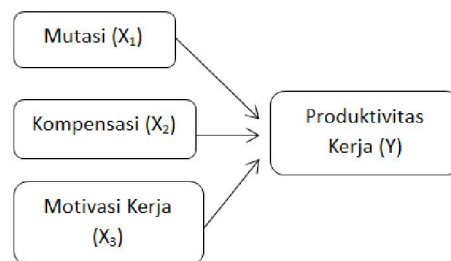 Mutasi (X₁)
Kompensasi (X₂)
Produktivitas
Kerja (Y)
Motivasi Kerja
(X₃)